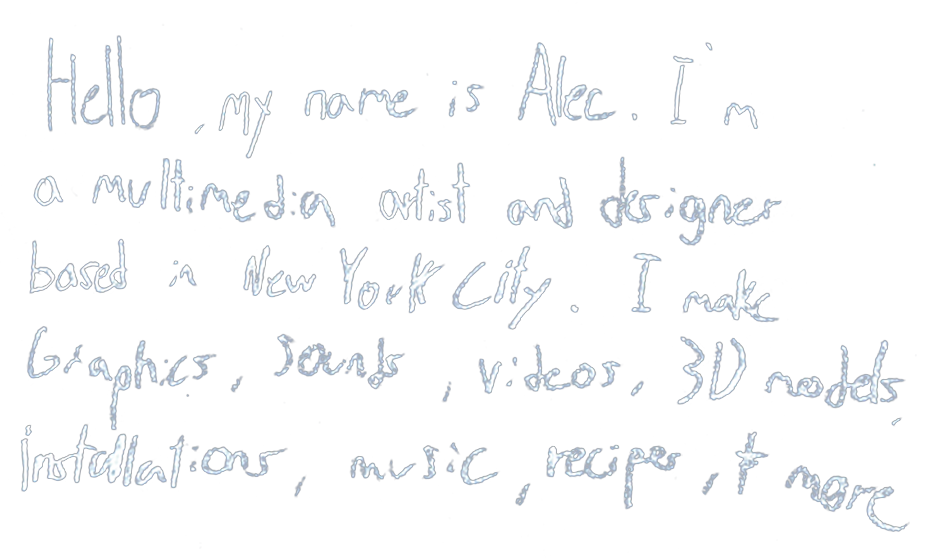 Hello, my name is Alec. I'm
a multimedia artist and designer
based in New York City. I make
Graphics, Sounds, videos, 3D models,
installations, music, recipes, + more